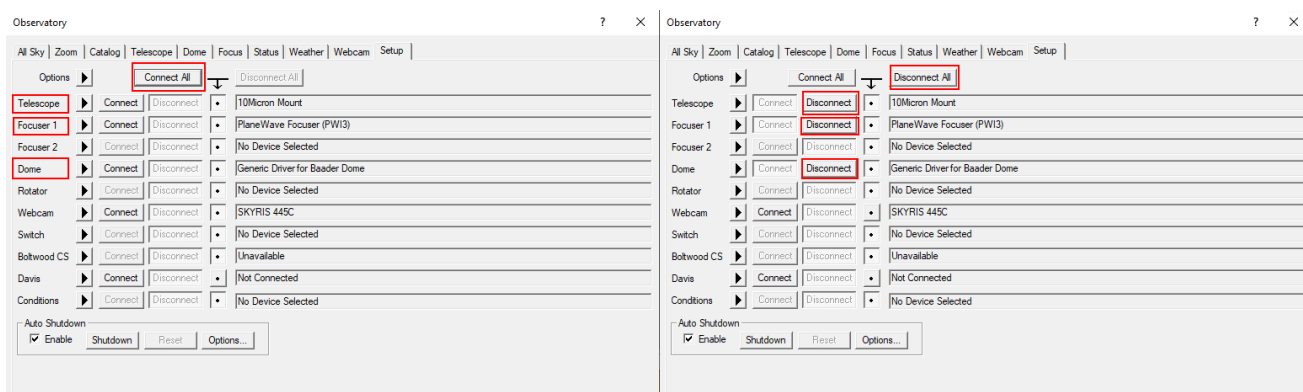 Observatory ? ×
All Sky Zoom Catalog Telescope Dome Focus Status Weather Webcam Setup
Options Connect All Disconnect All
Telescope Connect Disconnect 10Micron Mount
Focuser 1 Connect Disconnect PlaneWave Focuser (PWI3)
Focuser 2 Connect Disconnect No Device Selected
Dome Connect Disconnect Generic Driver for Baader Dome
Rotator Connect Disconnect No Device Selected
Webcam Connect Disconnect SKYRIS 445C
Switch Connect Disconnect No Device Selected
Boltwood CS Connect Disconnect Unavailable
Davis Connect Disconnect Not Connected
Conditions Connect Disconnect No Device Selected
Auto Shutdown
Enable Shutdown Reset Options...
Observatory ? ×
All Sky Zoom Catalog Telescope Dome Focus Status Weather Webcam Setup
Options Connect All Disconnect All
Telescope Connect Disconnect 10Micron Mount
Focuser 1 Connect Disconnect PlaneWave Focuser (PWI3)
Focuser 2 Connect Disconnect No Device Selected
Dome Connect Disconnect Generic Driver for Baader Dome
Rotator Connect Disconnect No Device Selected
Webcam Connect Disconnect SKYRIS 445C
Switch Connect Disconnect No Device Selected
Boltwood CS Connect Disconnect Unavailable
Davis Connect Disconnect Not Connected
Conditions Connect Disconnect No Device Selected
Auto Shutdown
Enable Shutdown Reset Options...